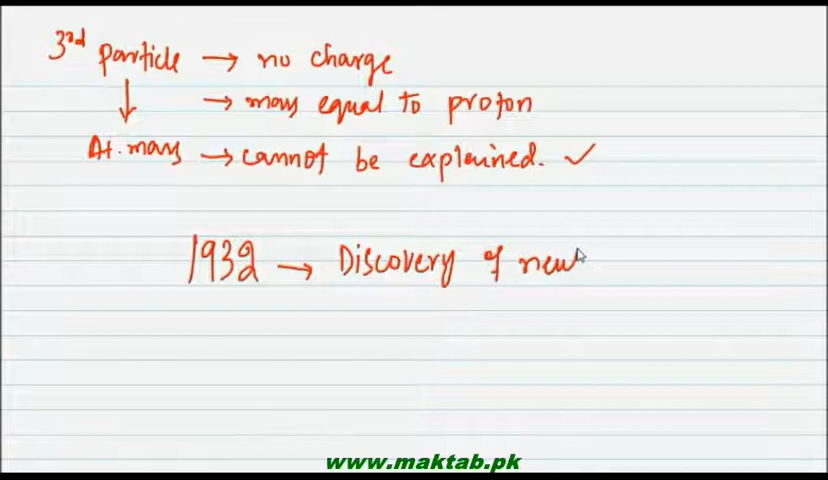 3rd particle → no charge
↓ → mass equal to proton
At. mass → cannot be explained. ✓
1932 → Discovery of neut
www.maktab.pk